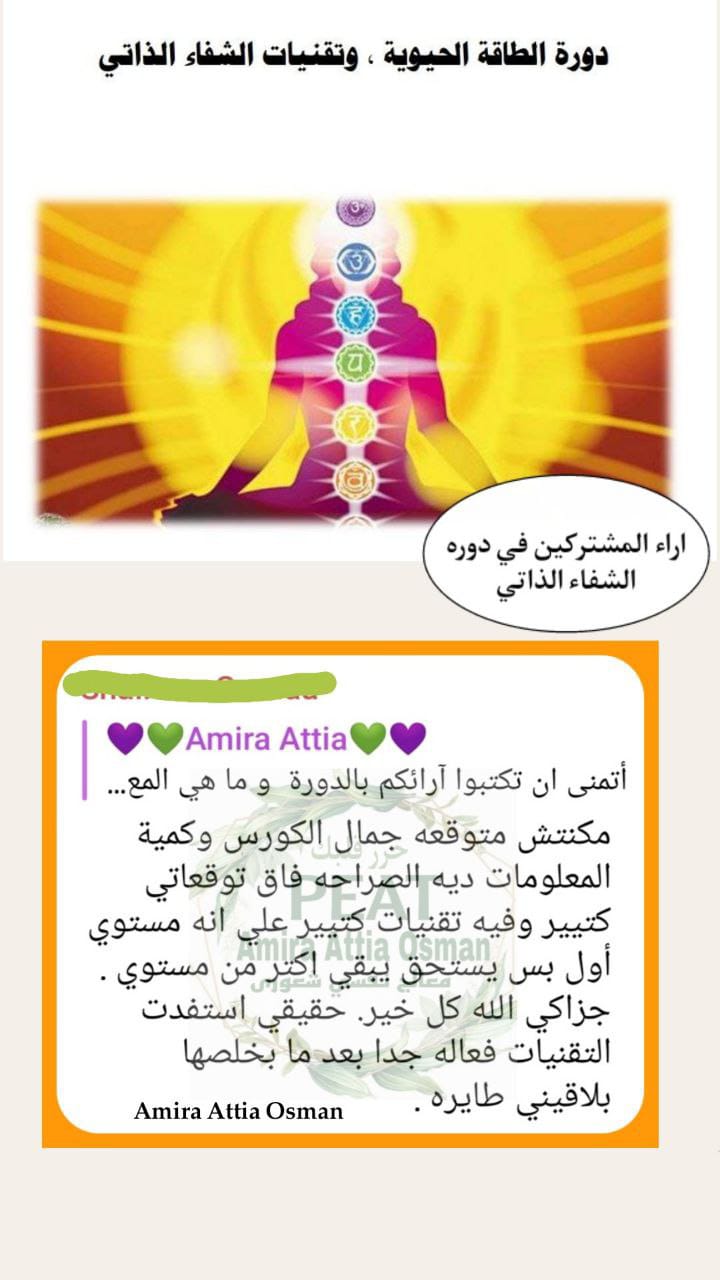 دورة الطاقة الحيوية ، وتقنيات الشفاء الذاتي
اراء المشتركين في دوره
الشفاء الذاتي
💜💚Amira Attia💚💜
أتمنى ان تكتبوا آرائكم بالدورة و ما هي المع...
مكنتش متوقعه جمال الكورس وكمية
المعلومات ديه الصراحه فاق توقعاتي
كتيير وفيه تقنيات كتيير علي انه مستوي
أول بس يستحق يبقي اكتر من مستوي .
جزاكي الله كل خير. حقيقي استفدت
التقنيات فعاله جدا بعد ما بخلصها
بلاقيني طايره .
Amira Attia Osman
حرر قلبك
PEAT
Amira Attia Osman